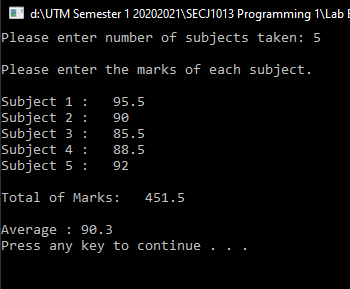 d:\UTM Semester 1 20202021\SECJ1013 Programming 1\Lab E
Please enter number of subjects taken: 5
Please enter the marks of each subject.
Subject 1 :   95.5
Subject 2 :   90
Subject 3 :   85.5
Subject 4 :   88.5
Subject 5 :   92
Total of Marks:   451.5
Average : 90.3
Press any key to continue . . .